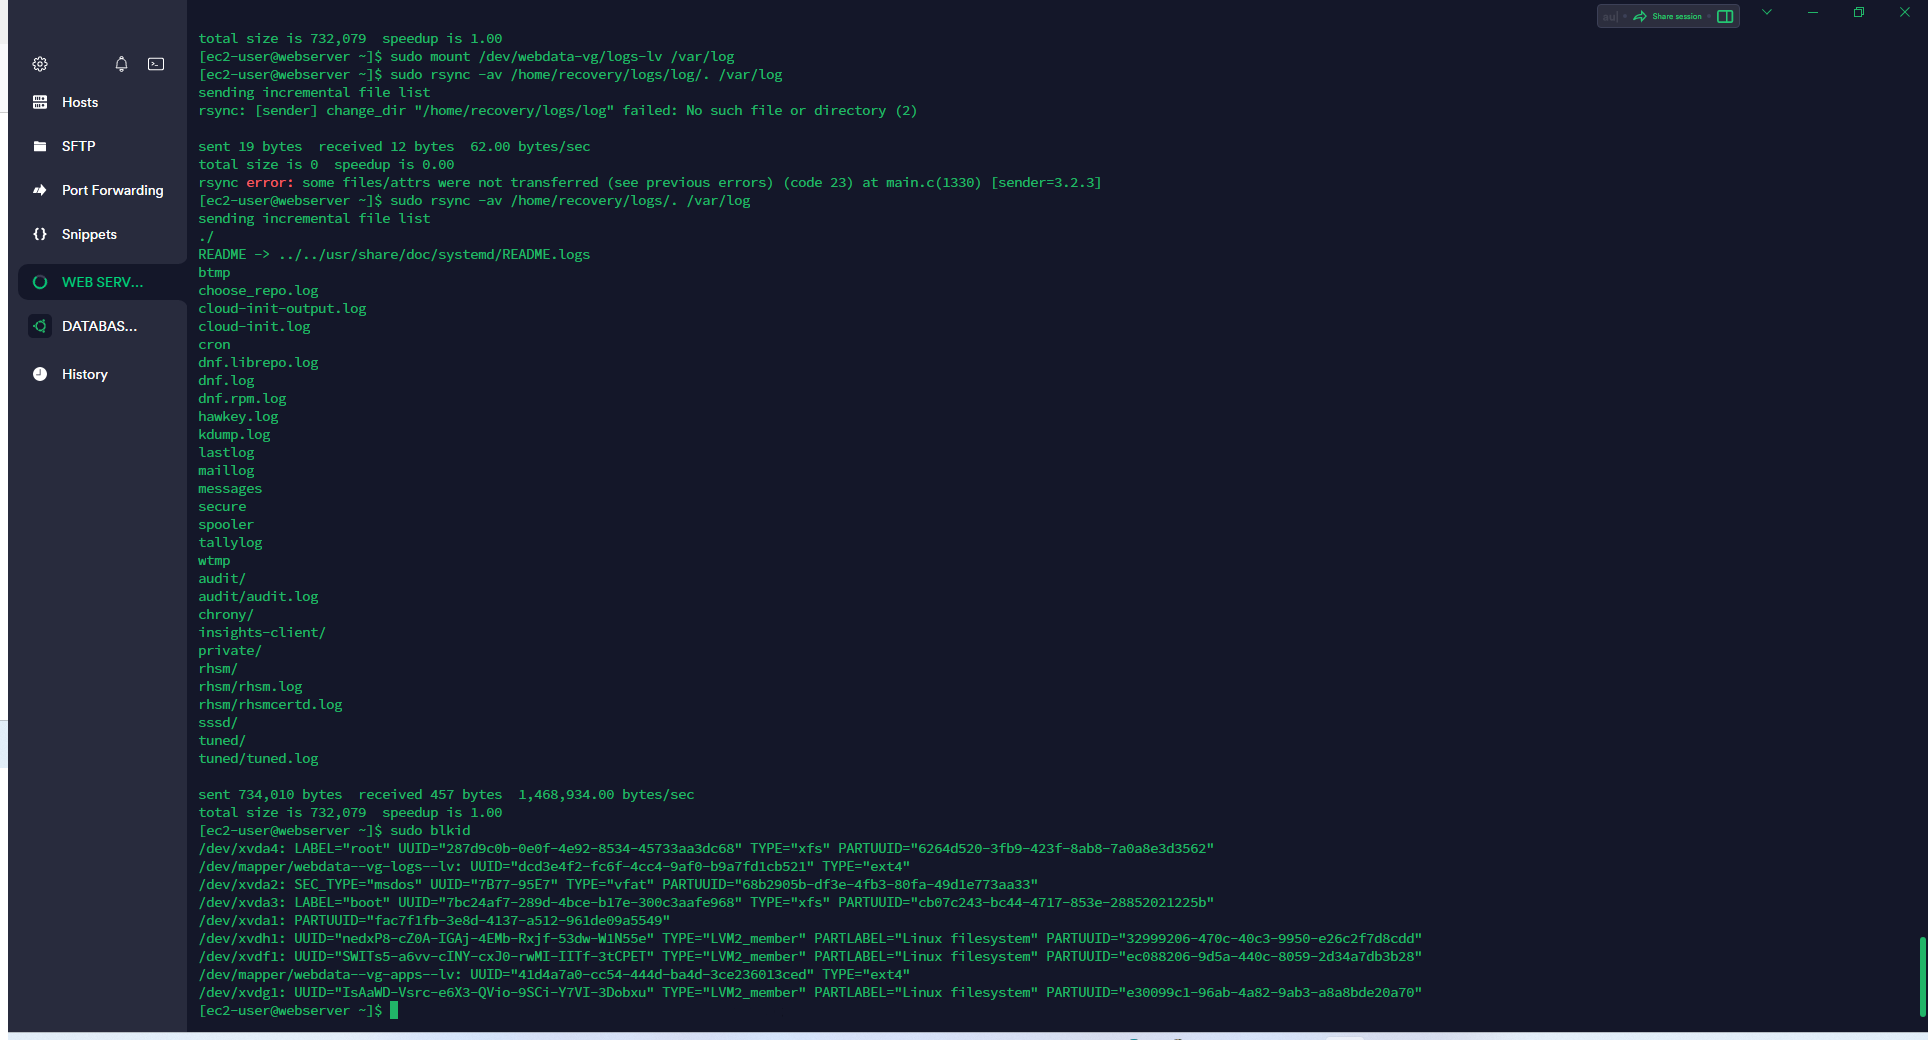 au| Share session
total size is 732,079  speedup is 1.00
[ec2-user@webserver ~]$ sudo mount /dev/webdata-vg/logs-lv /var/log
[ec2-user@webserver ~]$ sudo rsync -av /home/recovery/logs/log/. /var/log
sending incremental file list
rsync: [sender] change_dir "/home/recovery/logs/log" failed: No such file or directory (2)
sent 19 bytes  received 12 bytes  62.00 bytes/sec
total size is 0  speedup is 0.00
rsync error: some files/attrs were not transferred (see previous errors) (code 23) at main.c(1330) [sender=3.2.3]
[ec2-user@webserver ~]$ sudo rsync -av /home/recovery/logs/. /var/log
sending incremental file list
./
README -> ../../usr/share/doc/systemd/README.logs
btmp
choose_repo.log
cloud-init-output.log
cloud-init.log
cron
dnf.librepo.log
dnf.log
dnf.rpm.log
hawkey.log
kdump.log
lastlog
maillog
messages
secure
spooler
tallylog
wtmp
audit/
audit/audit.log
chrony/
insights-client/
private/
rhsm/
rhsm/rhsm.log
rhsm/rhsmcertd.log
sssd/
tuned/
tuned/tuned.log
sent 734,010 bytes  received 457 bytes  1,468,934.00 bytes/sec
total size is 732,079  speedup is 1.00
[ec2-user@webserver ~]$ sudo blkid
/dev/xvda4: LABEL="root" UUID="287d9c0b-0e0f-4e92-8534-45733aa3dc68" TYPE="xfs" PARTUUID="6264d520-3fb9-423f-8ab8-7a0a8e3d3562"
/dev/mapper/webdata--vg-logs--lv: UUID="dcd3e4f2-fc6f-4cc4-9af0-b9a7fd1cb521" TYPE="ext4"
/dev/xvda2: SEC_TYPE="msdos" UUID="7B77-95E7" TYPE="vfat" PARTUUID="68b2905b-df3e-4fb3-80fa-49d1e773aa33"
/dev/xvda3: LABEL="boot" UUID="7bc24af7-289d-4bce-b17e-300c3aafe968" TYPE="xfs" PARTUUID="cb07c243-bc44-4717-853e-28852021225b"
/dev/xvda1: PARTUUID="fac7f1fb-3e8d-4137-a512-961de09a5549"
/dev/xvdh1: UUID="nedxP8-cZ0A-IGAj-4EMb-Rxjf-53dw-W1N55e" TYPE="LVM2_member" PARTLABEL="Linux filesystem" PARTUUID="32999206-470c-40c3-9950-e26c2f7d8cdd"
/dev/xvdf1: UUID="SWITs5-a6vv-cINY-cxJ0-rwMI-IITf-3tCPET" TYPE="LVM2_member" PARTLABEL="Linux filesystem" PARTUUID="ec088206-9d5a-440c-8059-2d34a7db3b28"
/dev/mapper/webdata--vg-apps--lv: UUID="41d4a7a0-cc54-444d-ba4d-3ce236013ced" TYPE="ext4"
/dev/xvdg1: UUID="IsAaWD-Vsrc-e6X3-QVio-9SCi-Y7VI-3Dobxu" TYPE="LVM2_member" PARTLABEL="Linux filesystem" PARTUUID="e30099c1-96ab-4a82-9ab3-a8a8bde20a70"
[ec2-user@webserver ~]$
Hosts
SFTP
Port Forwarding
Snippets
WEB SERV...
DATABAS...
History